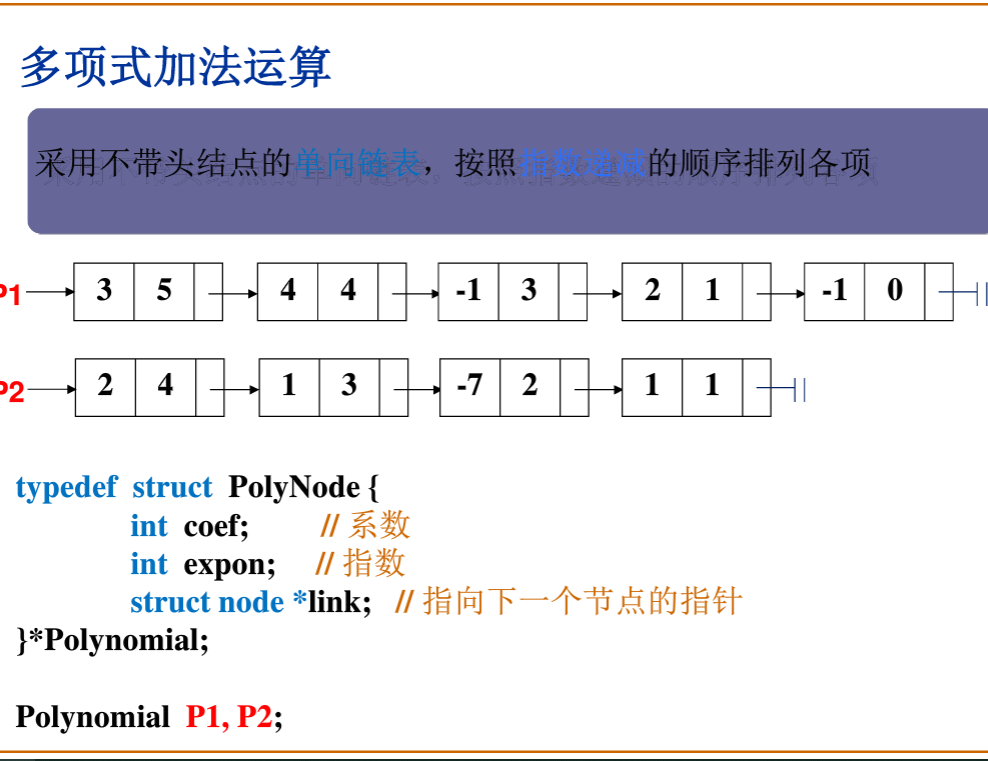 多项式加法运算
采用不带头结点的单向链表，按照指数递减的顺序排列各项
P1 3 5 4 4 -1 3 2 1 -1 0
P2 2 4 1 3 -7 2 1 1
typedef struct PolyNode {
int coef; // 系数
int expon; // 指数
struct node *link; // 指向下一个节点的指针
}*Polynomial;
Polynomial P1, P2;